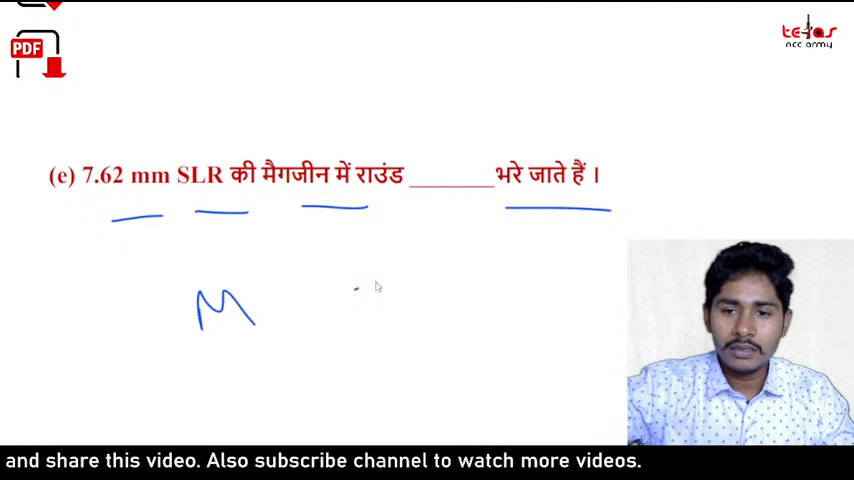 PDF
tejas
ncc army
(e) 7.62 mm SLR की मैगजीन में राउंड ________ भरे जाते हैं ।
M
and share this video. Also subscribe channel to watch more videos.